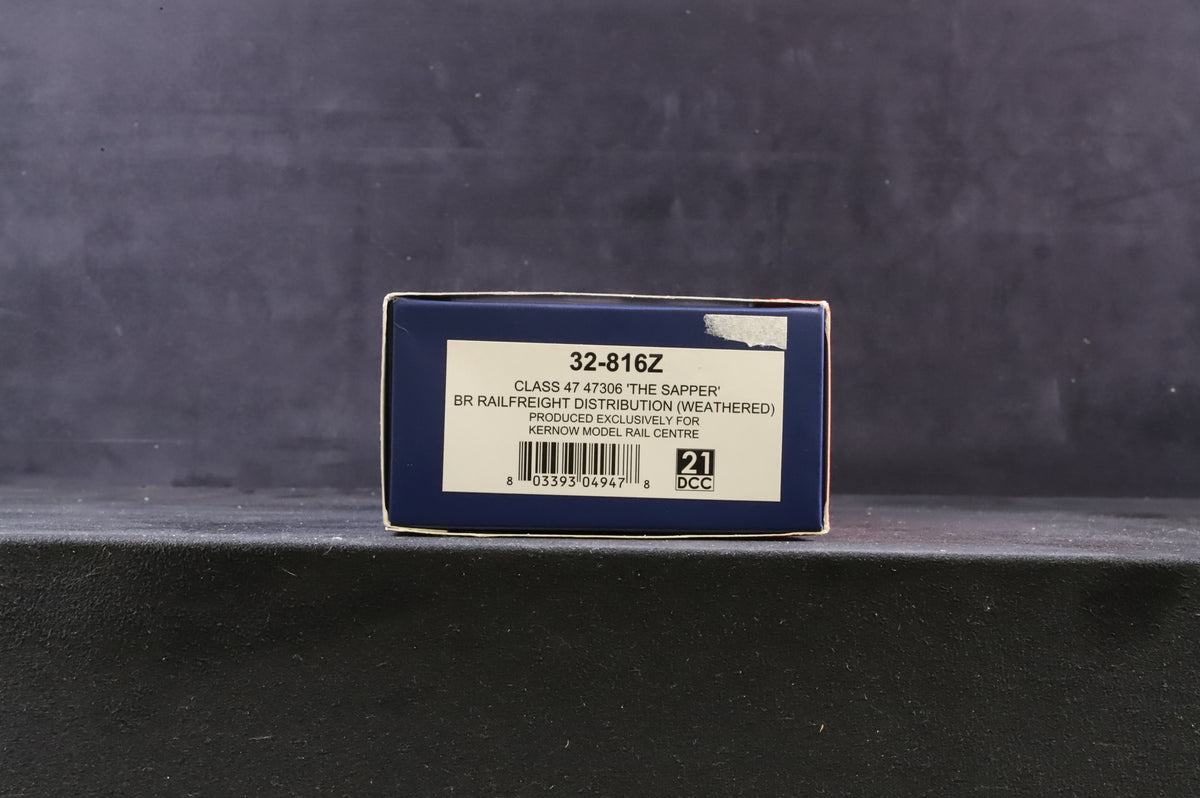 32-816Z
CLASS 47 47306 'THE SAPPER'
BR RAILFREIGHT DISTRIBUTION (WEATHERED)
PRODUCED EXCLUSIVELY FOR
KERNOW MODEL RAIL CENTRE
8 03393 04947 8
21
DCC